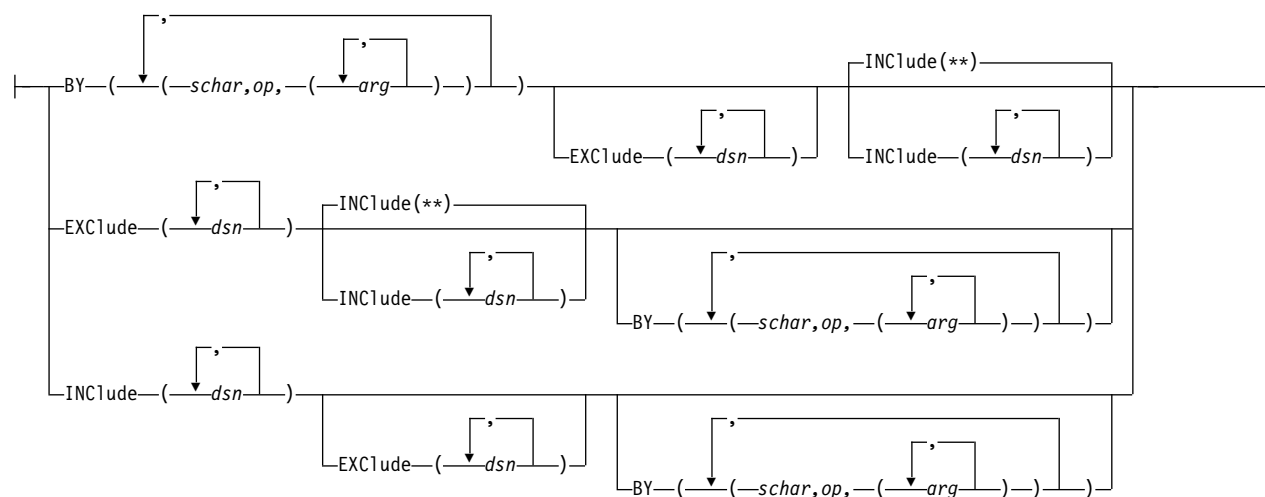 ,
, , INClude(**)
BY ( ( schar,op, ( arg ) ) )
, ,
EXClude ( dsn ) INClude ( dsn )
, INClude(**)
EXClude ( dsn )
, ,
INClude ( dsn ) ,
BY ( ( schar,op, ( arg ) ) )
,
INClude ( dsn )
, ,
EXClude ( dsn ) ,
BY ( ( schar,op, ( arg ) ) )